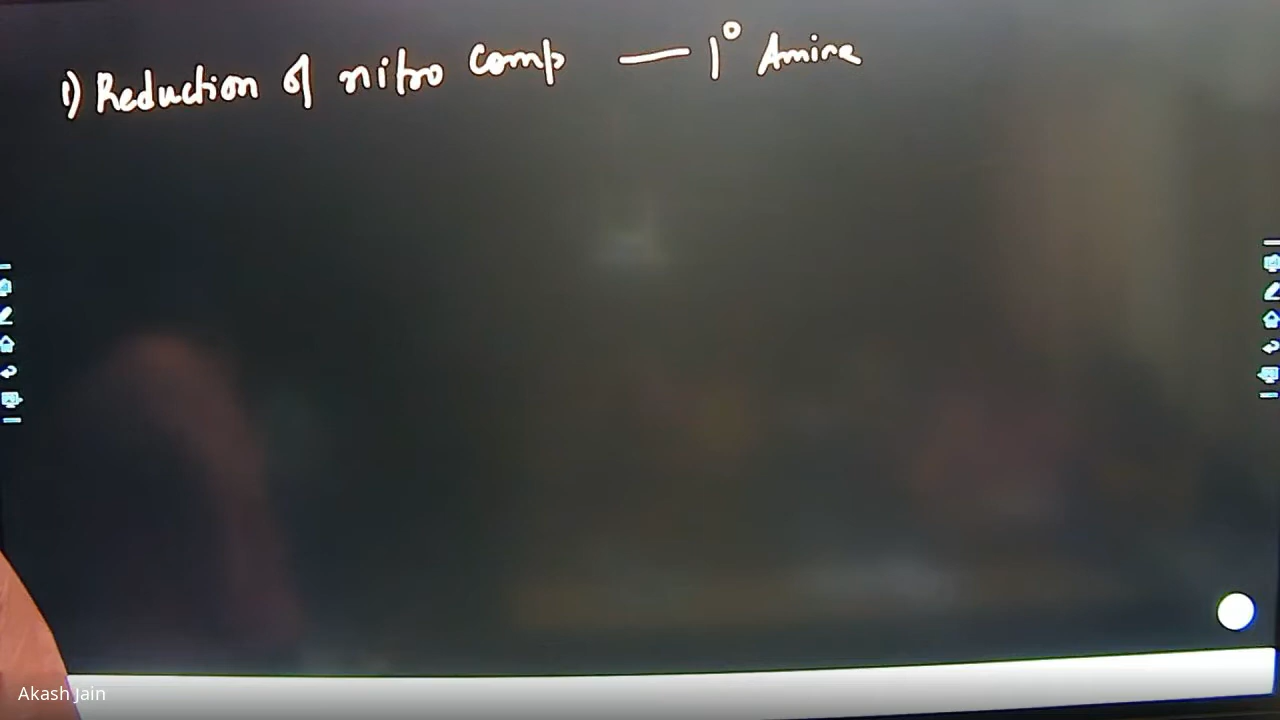 1) Reduction of nitro comp — 1° Amine
Akash Jain